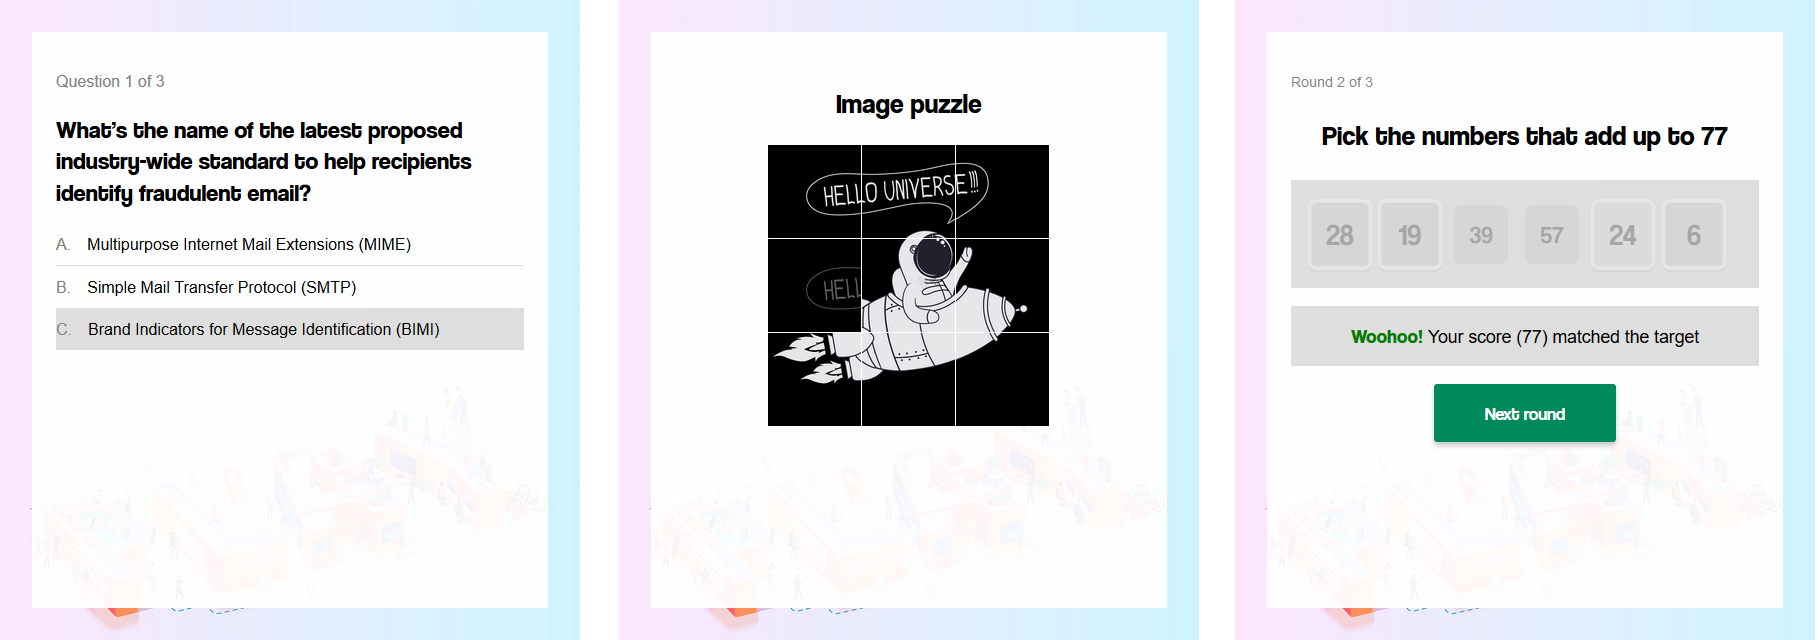 Question 1 of 3
What's the name of the latest proposed
industry-wide standard to help recipients
identify fraudulent email?
A. Multipurpose Internet Mail Extensions (MIME)
B. Simple Mail Transfer Protocol (SMTP)
C. Brand Indicators for Message Identification (BIMI)
Image puzzle
HELLO UNIVERSE!!!
HELL
Round 2 of 3
Pick the numbers that add up to 77
28 19 39 57 24 6
Woohoo! Your score (77) matched the target
Next round